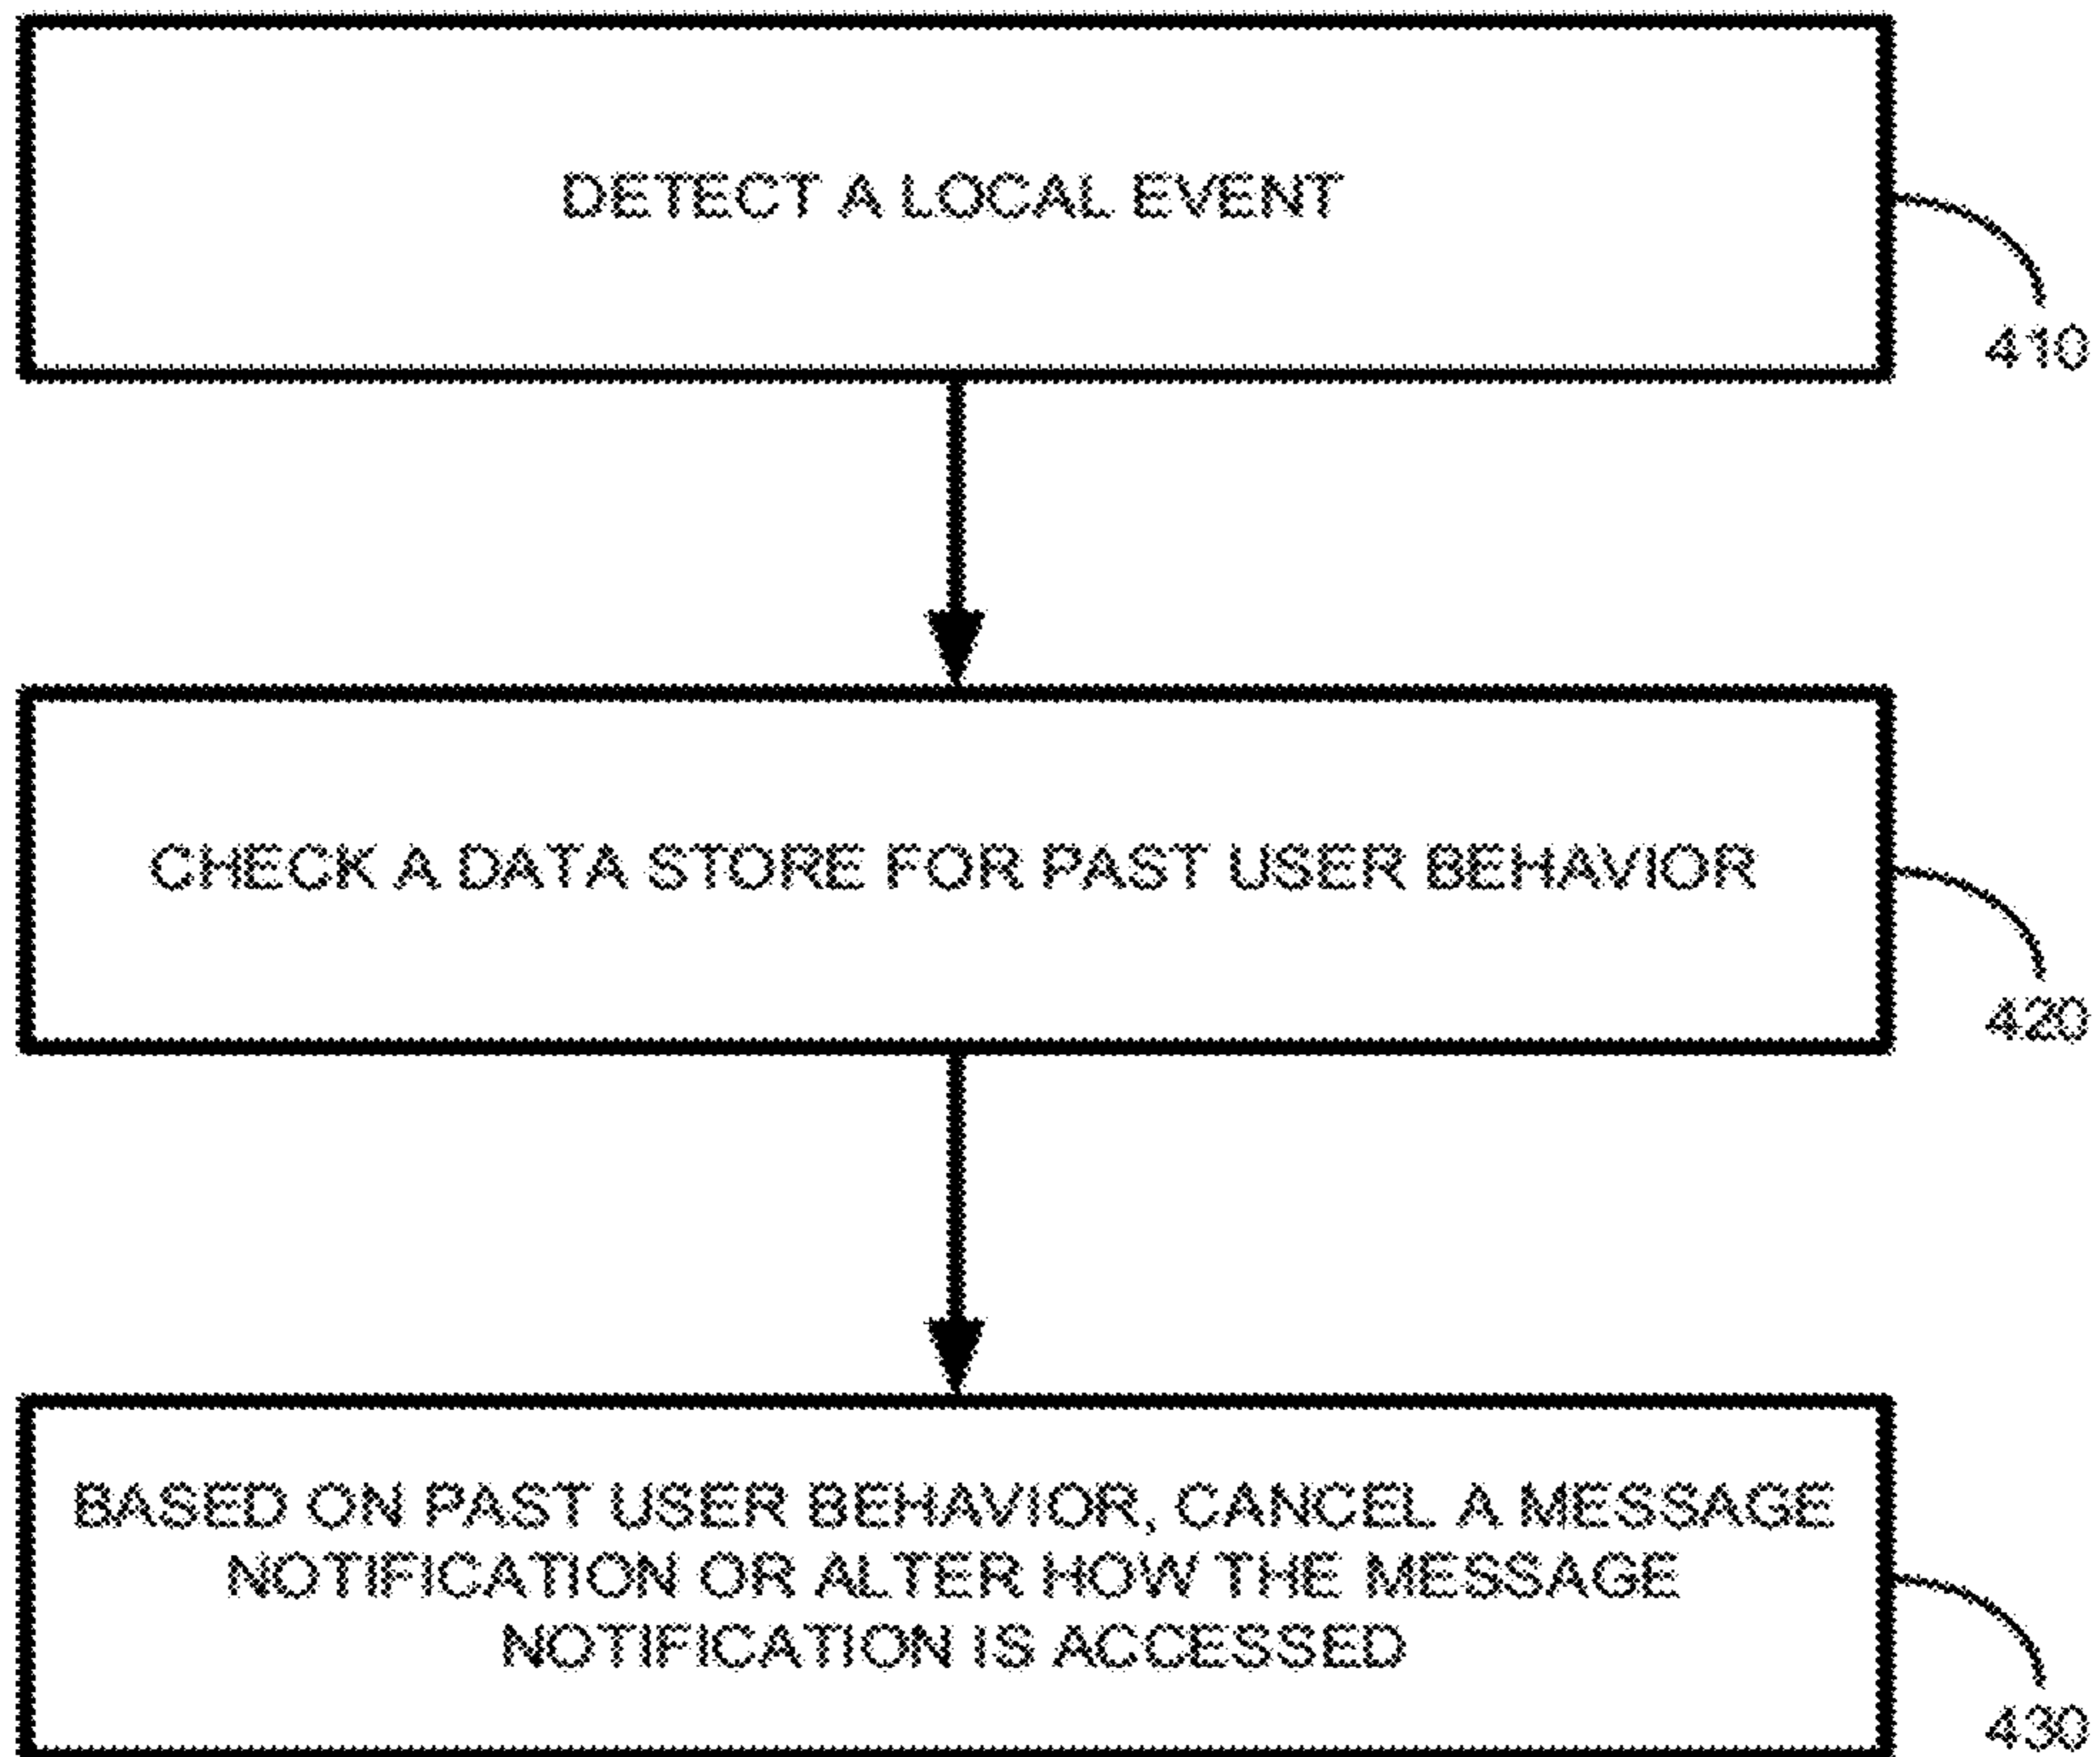 DETECT A LOCAL EVENT
410
CHECK A DATA STORE FOR PAST USER BEHAVIOR
420
BASED ON PAST USER BEHAVIOR, CANCEL A MESSAGE
NOTIFICATION OR ALTER HOW THE MESSAGE
NOTIFICATION IS ACCESSED
430